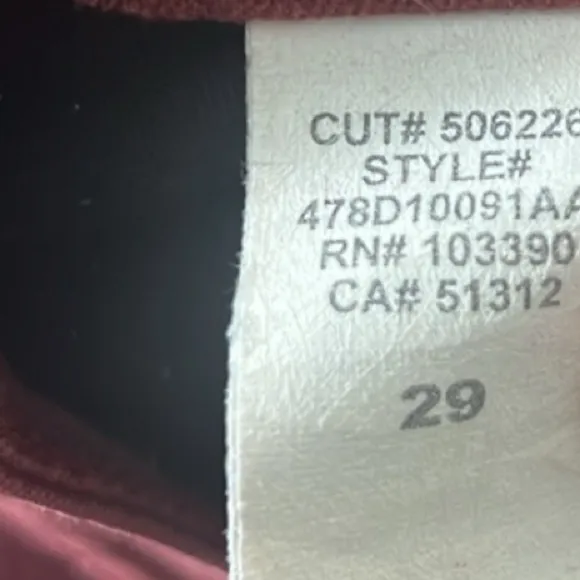 CUT# 506226
STYLE#
478D10091AA
RN# 103390
CA# 51312
29